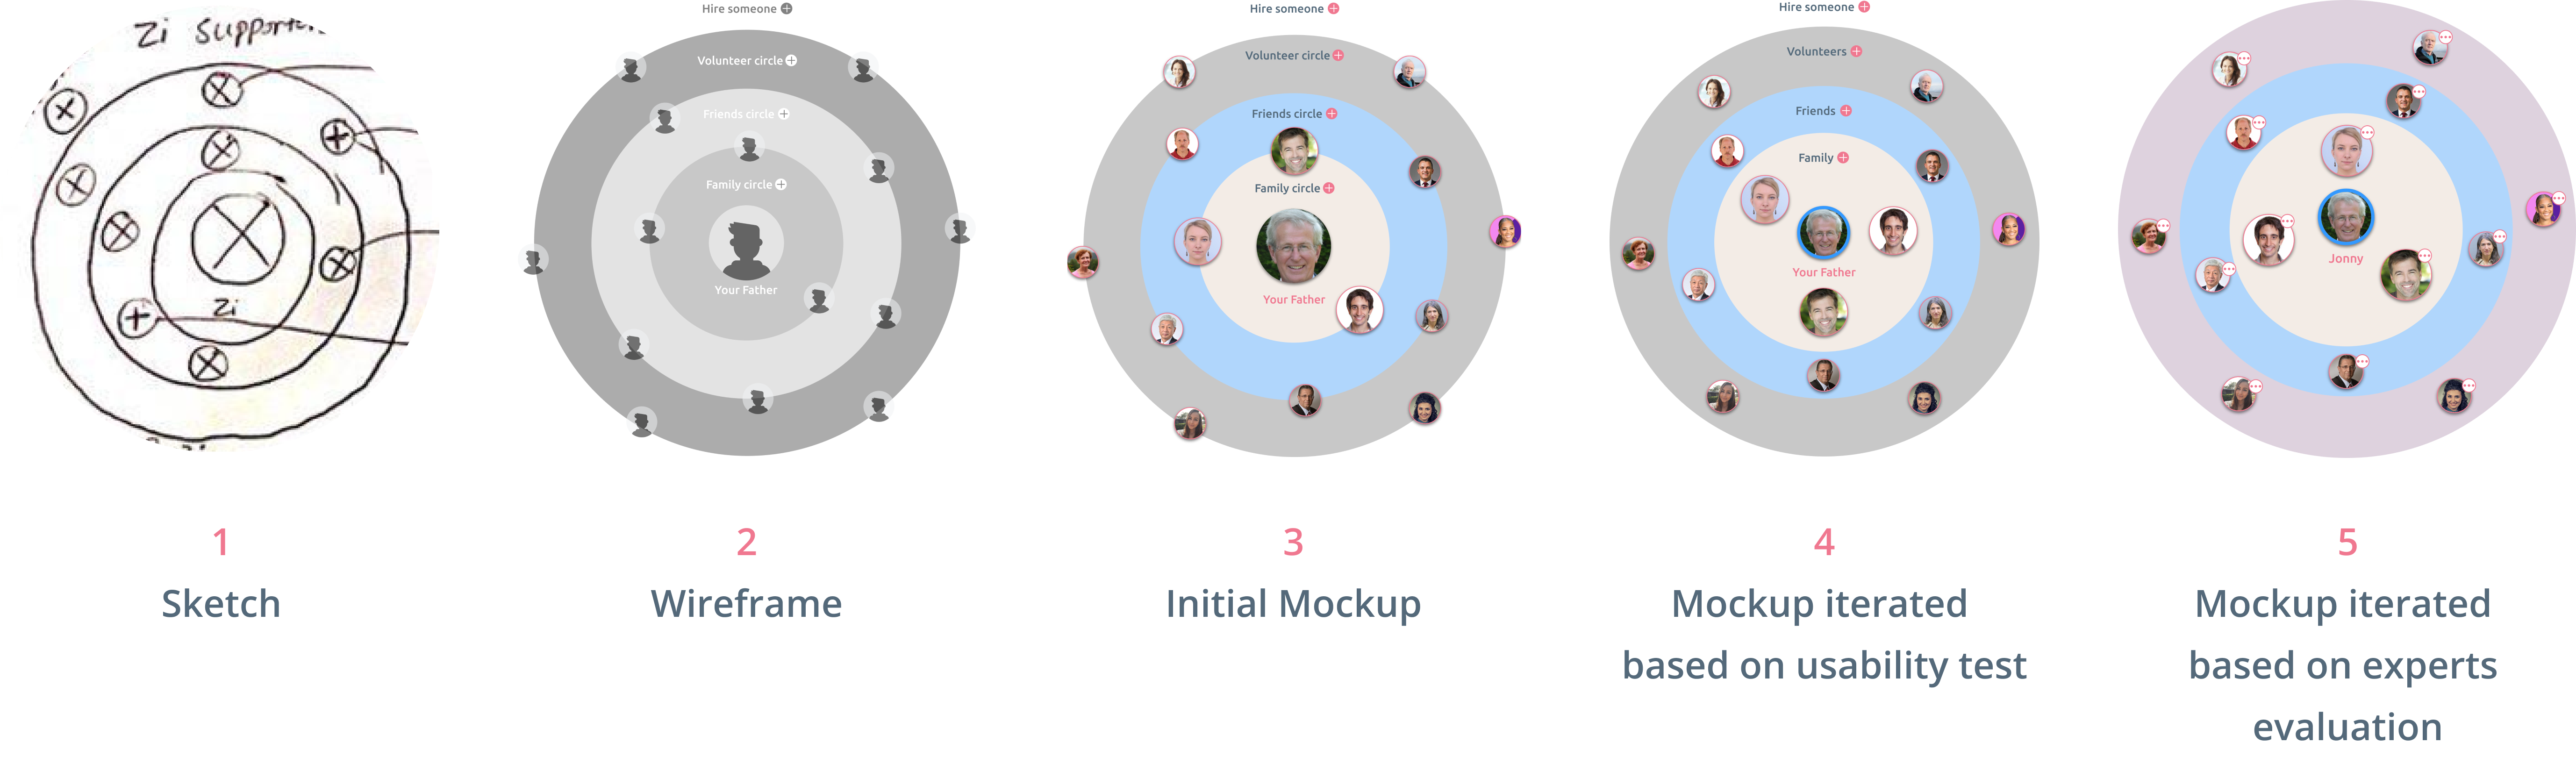 Zi supporter
Zi
1
Sketch
Hire someone
Volunteer circle
Friends circle
Family circle
Your Father
2
Wireframe
Hire someone
Volunteer circle
Friends circle
Family circle
Your Father
3
Initial Mockup
Hire someone
Volunteers
Friends
Family
Your Father
4
Mockup iterated
based on usability test
Jonny
5
Mockup iterated
based on experts
evaluation